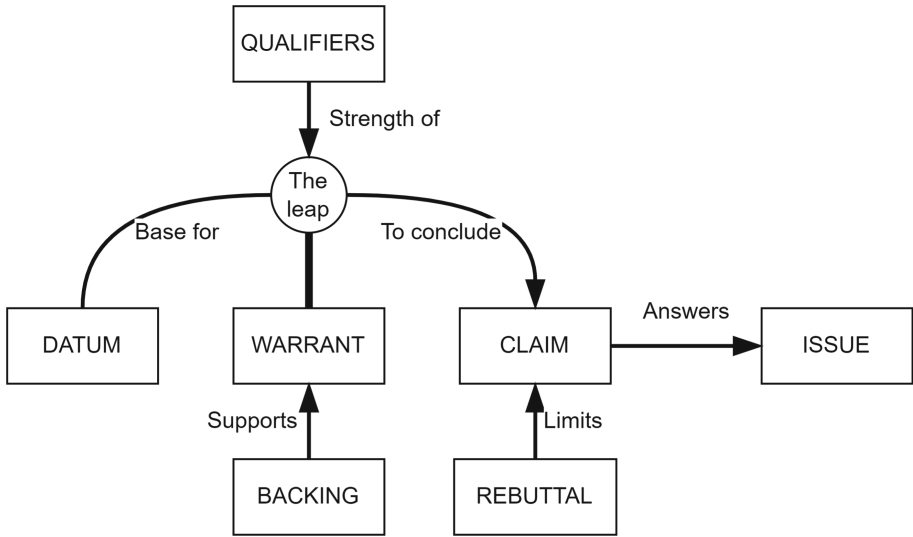 QUALIFIERS
Strength of
The
leap
Base for
To conclude
Answers
DATUM
WARRANT
CLAIM
ISSUE
Supports
Limits
BACKING
REBUTTAL